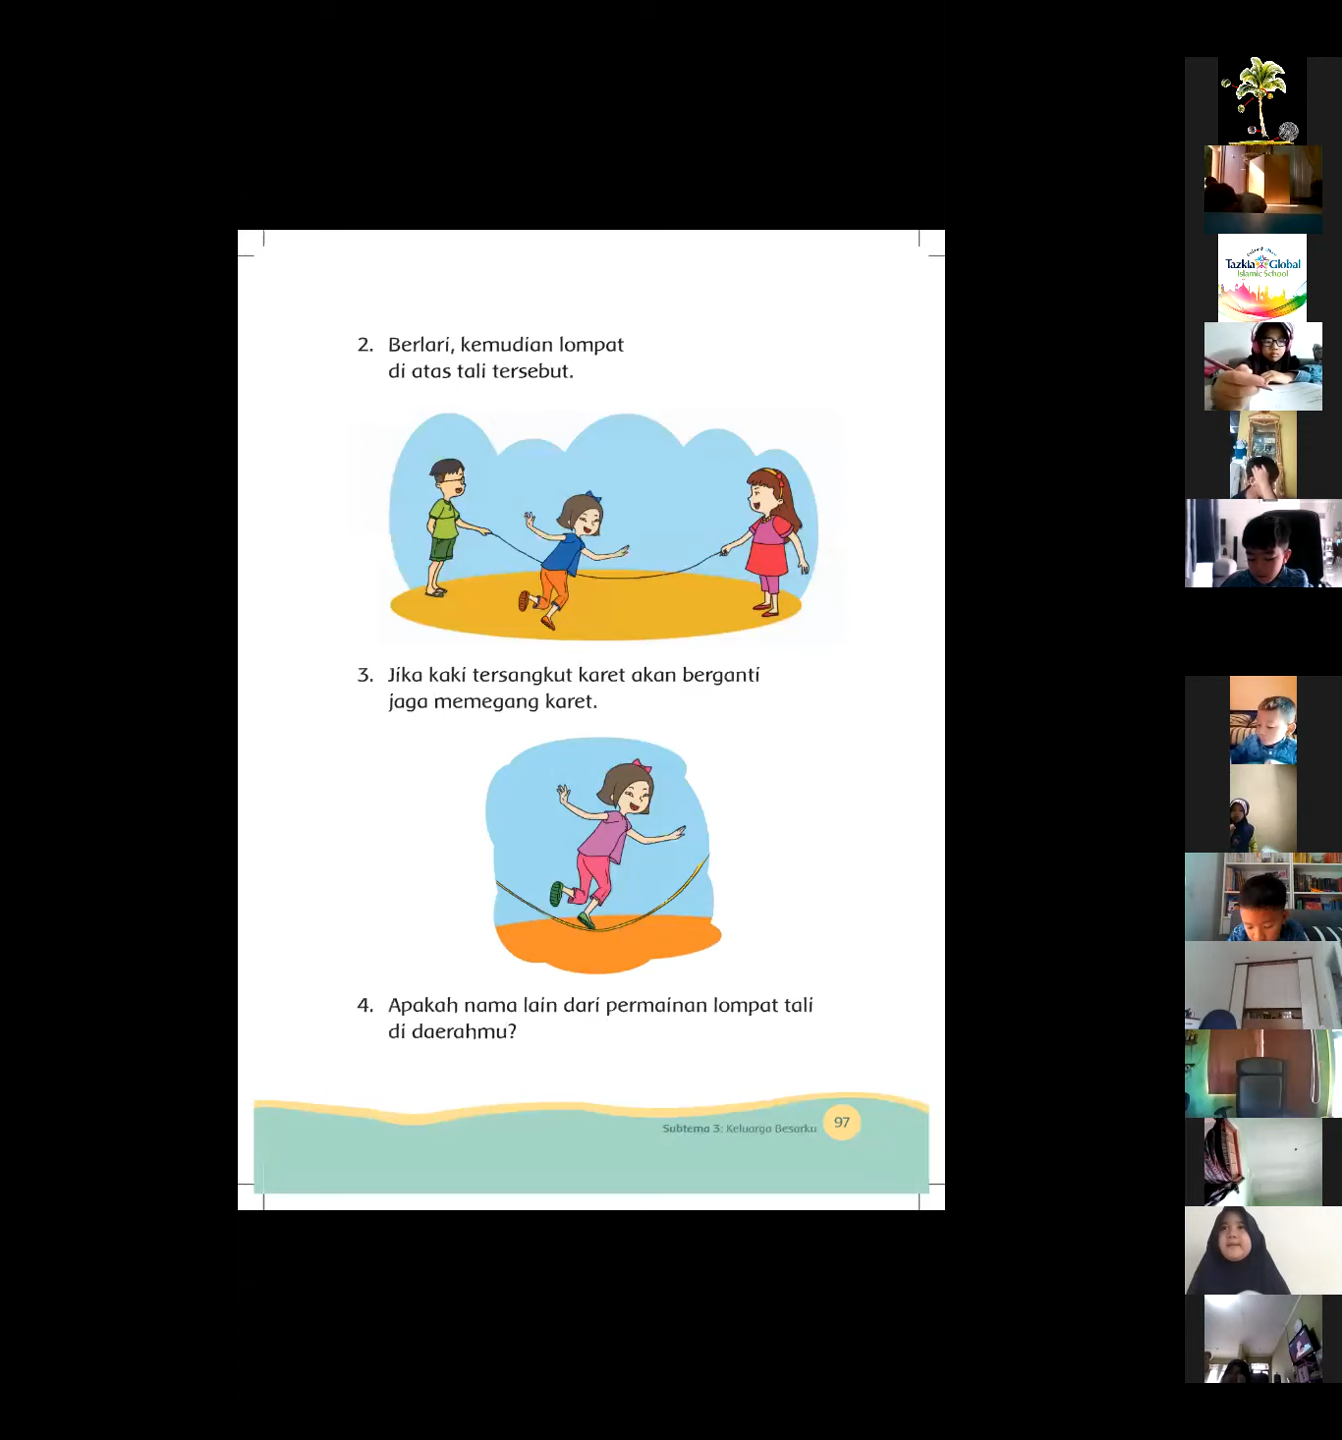 2. Berlari, kemudian lompat
di atas tali tersebut.
3. Jika kaki tersangkut karet akan berganti
jaga memegang karet.
4. Apakah nama lain dari permainan lompat tali
di daerahmu?
Subtema 3: Keluarga Besarku
97
Tazkia Global
Islamic School